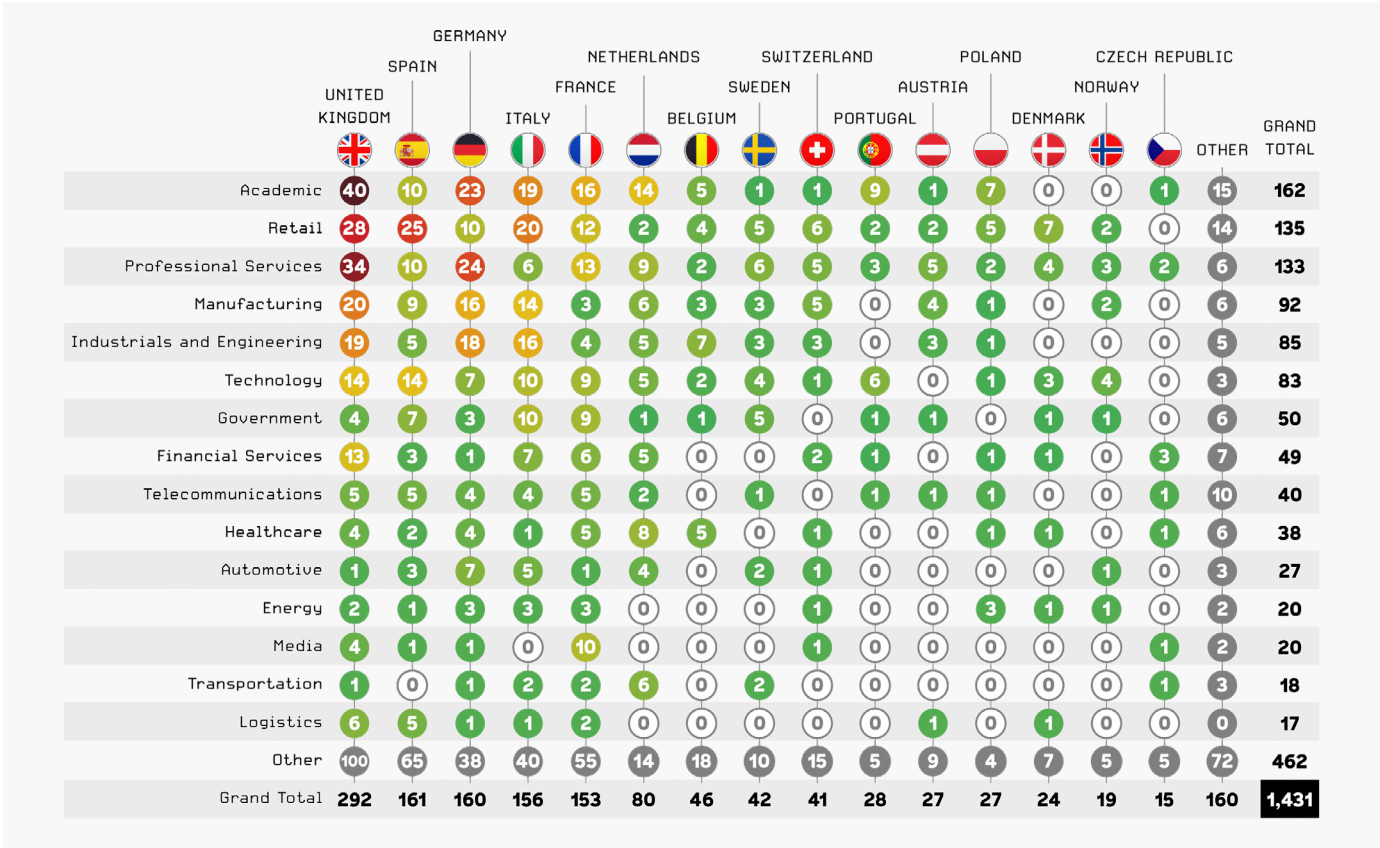 GERMANY
NETHERLANDS SWITZERLAND POLAND CZECH REPUBLIC
SPAIN
FRANCE SWEDEN AUSTRIA NORWAY
UNITED
KINGDOM ITALY BELGIUM PORTUGAL DENMARK
GRAND
TOTAL
OTHER
Academic 40 10 23 19 16 14 5 1 1 9 1 7 0 0 1 15 162
Retail 28 25 10 20 12 2 4 5 6 2 2 5 7 2 0 14 135
Professional Services 34 10 24 6 13 9 2 6 5 3 5 2 4 3 2 6 133
Manufacturing 20 9 16 14 3 6 3 3 5 0 4 1 0 2 0 6 92
Industrials and Engineering 19 5 18 16 4 5 7 3 3 0 3 1 0 0 0 5 85
Technology 14 14 7 10 9 5 2 4 1 6 0 1 3 4 0 3 83
Government 4 7 3 10 9 1 1 5 0 1 1 0 1 1 0 6 50
Financial Services 13 3 1 7 6 5 0 0 2 1 0 1 1 0 3 7 49
Telecommunications 5 5 4 4 5 2 0 1 0 1 1 1 0 0 1 10 40
Healthcare 4 2 4 1 5 8 5 0 1 0 0 1 1 0 1 6 38
Automotive 1 3 7 5 1 4 0 2 1 0 0 0 0 1 0 3 27
Energy 2 1 3 3 3 0 0 0 1 0 0 3 1 1 0 2 20
Media 4 1 1 0 10 0 0 0 1 0 0 0 0 0 1 2 20
Transportation 1 0 1 2 2 6 0 2 0 0 0 0 0 0 1 3 18
Logistics 6 5 1 1 2 0 0 0 0 0 1 0 1 0 0 0 17
Other 100 65 38 40 55 14 18 10 15 5 9 4 7 5 5 72 462
Grand Total 292 161 160 156 153 80 46 42 41 28 27 27 24 19 15 160 1,431